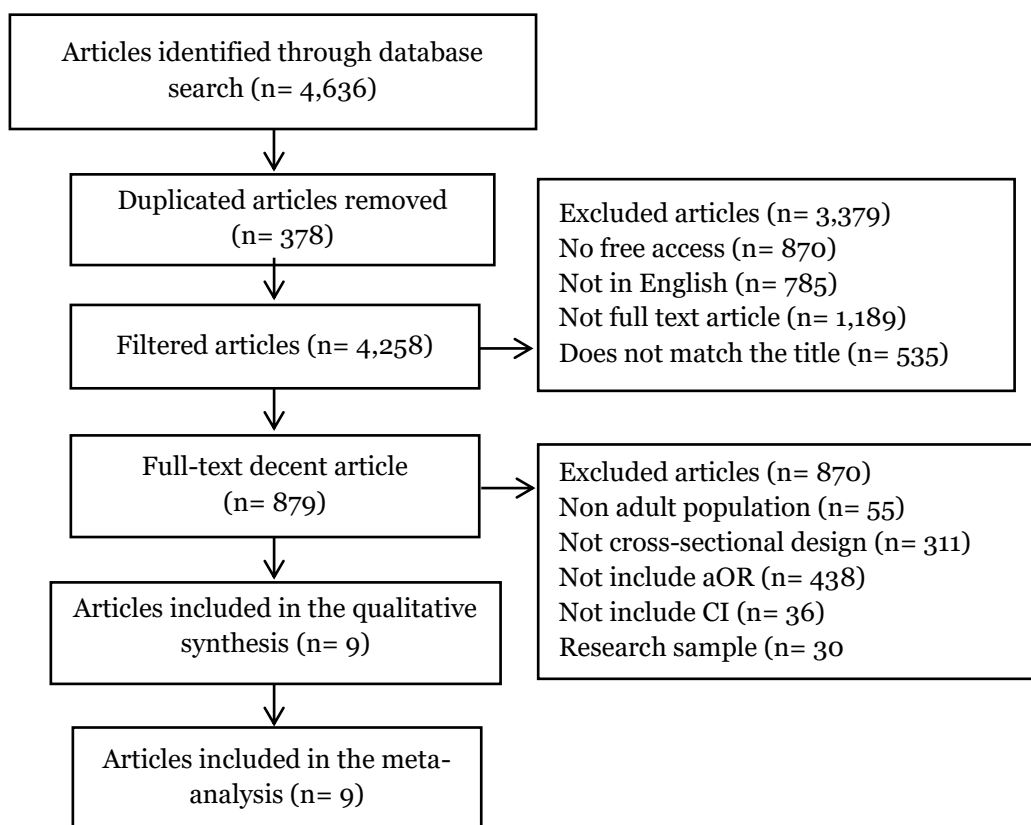 Articles identified through database
search (n= 4,636)
Duplicated articles removed
(n= 378)
Excluded articles (n= 3,379)
No free access (n= 870)
Not in English (n= 785)
Not full text article (n= 1,189)
Does not match the title (n= 535)
Filtered articles (n= 4,258)
Full-text decent article
(n= 879)
Excluded articles (n= 870)
Non adult population (n= 55)
Not cross-sectional design (n= 311)
Not include aOR (n= 438)
Not include CI (n= 36)
Research sample (n= 30
Articles included in the qualitative
synthesis (n= 9)
Articles included in the meta-
analysis (n= 9)